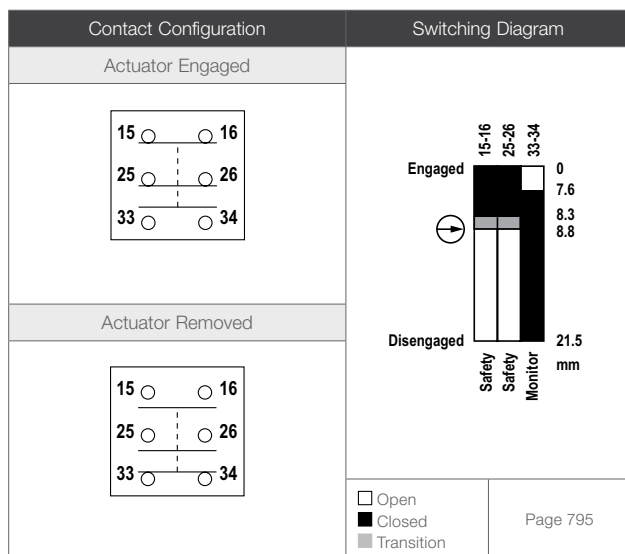 Contact Configuration
Switching Diagram
Actuator Engaged
15 16
25 26
33 34
Actuator Removed
15 16
25 26
33 34
15-16 25-26 33-34
Engaged 0
7.6
8.3
8.8
Disengaged 21.5
Safety Safety Monitor mm
Open
Closed
Transition
Page 795